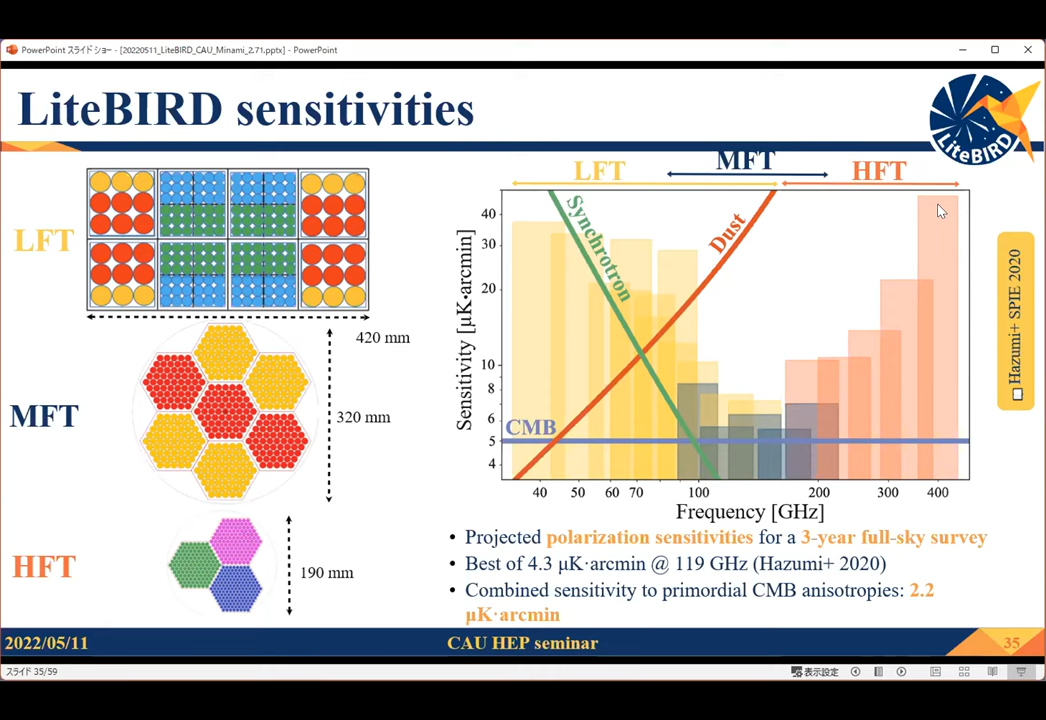 PowerPoint スライド ショー - [20220511_LiteBIRD_CAU_Minami_2.71.pptx] - PowerPoint
LiteBIRD sensitivities
LiteBIRD
LFT
420 mm
MFT
320 mm
HFT
190 mm
LFT
MFT
HFT
Sensitivity [μK•arcmin]
40
30
20
10
8
6
5
4
Synchrotron
Dust
CMB
40 50 60 70 100 200 300 400
Frequency [GHz]
Hazumi+ SPIE 2020
• Projected polarization sensitivities for a 3-year full-sky survey
• Best of 4.3 μK·arcmin @ 119 GHz (Hazumi+ 2020)
• Combined sensitivity to primordial CMB anisotropies: 2.2
μK·arcmin
2022/05/11
CAU HEP seminar
35
スライド 35/59
表示設定